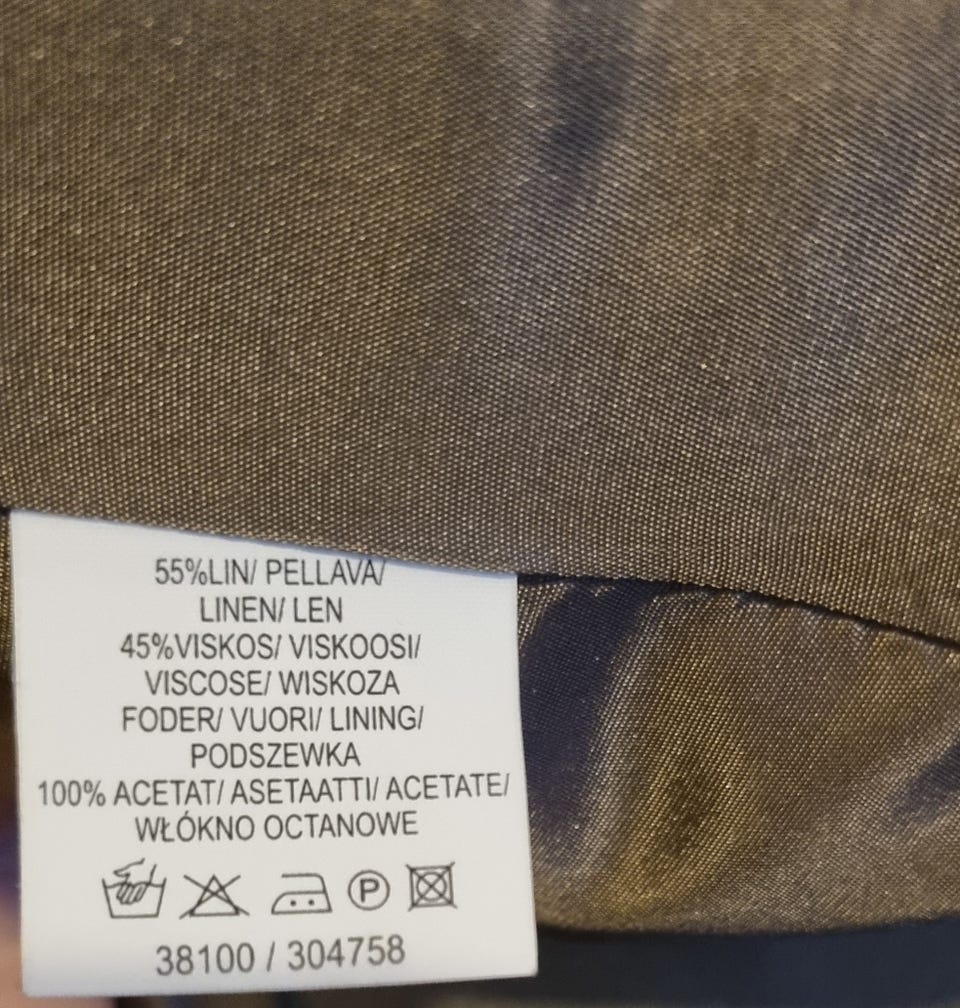 55%LIN/ PELLAVA/
LINEN/ LEN
45%VISKOS/ VISKOOSI/
VISCOSE/ WISKOZA
FODER/ VUORI/ LINING/
PODSZEWKA
100% ACETAT/ ASETAATTI/ ACETATE/
WŁÓKNO OCTANOWE
P
38100 / 304758